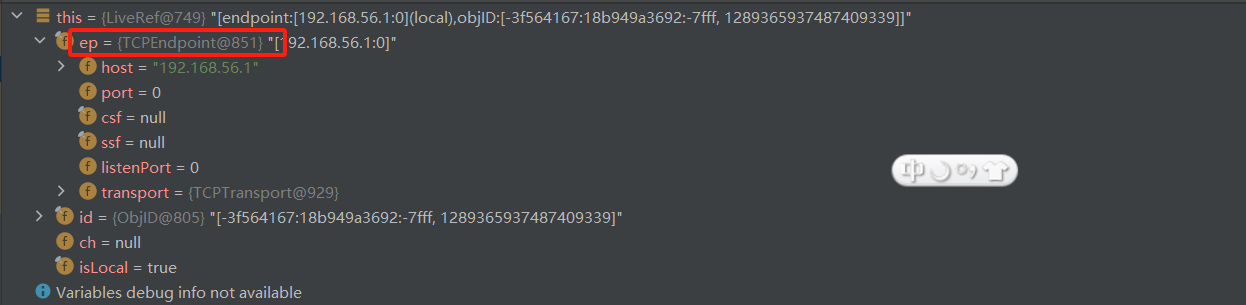 this = {LiveRef@749} "[endpoint:[192.168.56.1:0](local),objID:[-3f564167:18b949a3692:-7fff, 1289365937487409339]]"
f ep = {TCPEndpoint@851} "[192.168.56.1:0]"
f host = "192.168.56.1"
f port = 0
f csf = null
f ssf = null
f listenPort = 0
f transport = {TCPTransport@929}
f id = {ObjID@805} "[-3f564167:18b949a3692:-7fff, 1289365937487409339]"
f ch = null
f isLocal = true
i Variables debug info not available
中